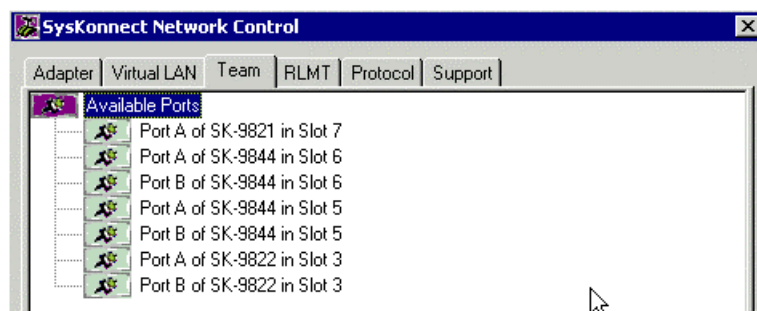 SysKonnect Network Control
Adapter Virtual LAN Team RLMT Protocol Support
Available Ports
Port A of SK-9821 in Slot 7
Port A of SK-9844 in Slot 6
Port B of SK-9844 in Slot 6
Port A of SK-9844 in Slot 5
Port B of SK-9844 in Slot 5
Port A of SK-9822 in Slot 3
Port B of SK-9822 in Slot 3